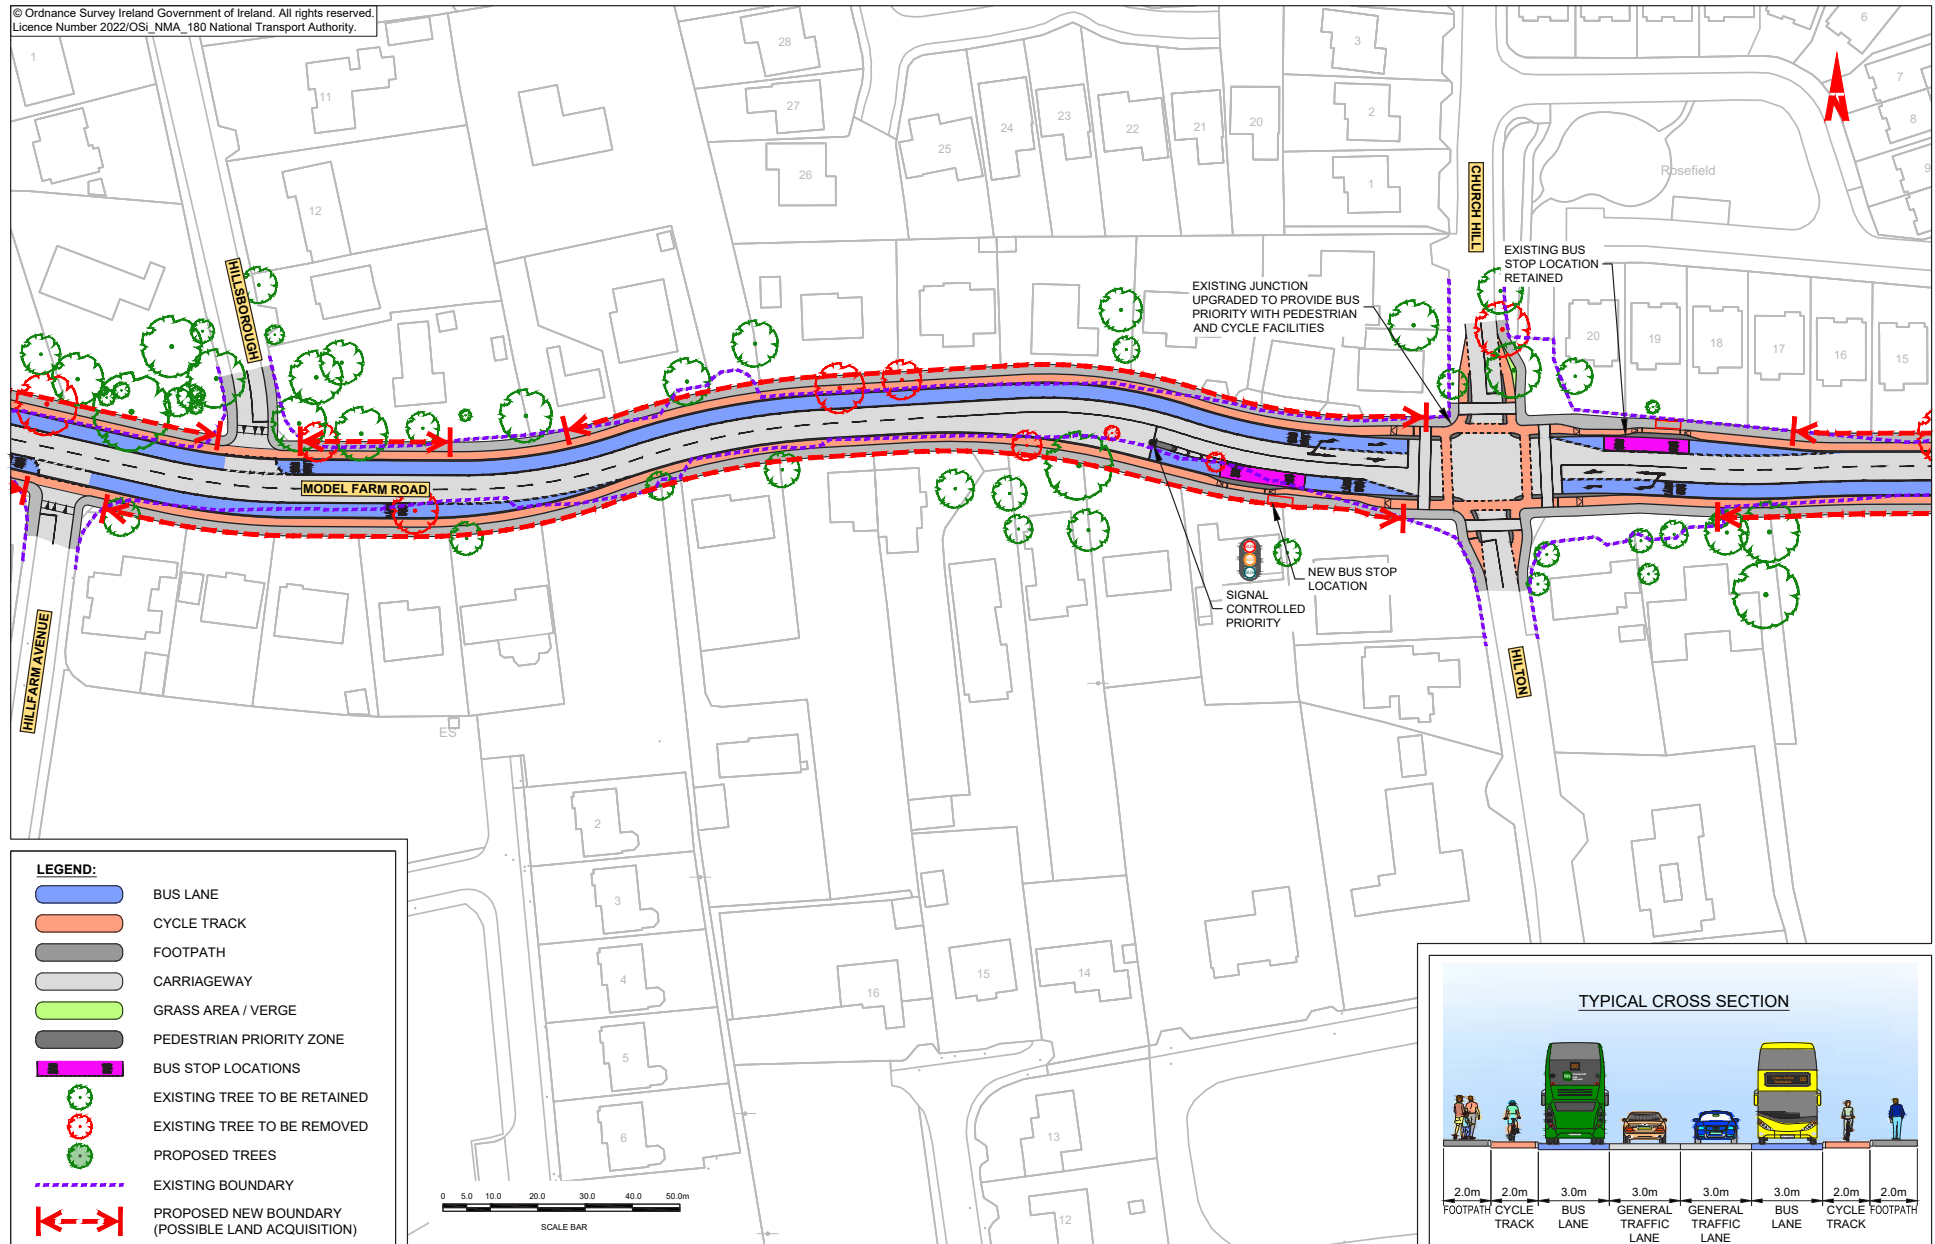 © Ordnance Survey Ireland Government of Ireland. All rights reserved.
Licence Number 2022/OSi_NMA_180 National Transport Authority.
1
11
12
28
27
26
25
24
23
22
21
20
3
2
1
6
7
8
9
Rosefield
HILLSBOROUGH
CHURCH HILL
EXISTING BUS
STOP LOCATION
RETAINED
EXISTING JUNCTION
UPGRADED TO PROVIDE BUS
PRIORITY WITH PEDESTRIAN
AND CYCLE FACILITIES
20
19
18
17
16
15
MODEL FARM ROAD
NEW BUS STOP
LOCATION
SIGNAL
CONTROLLED
PRIORITY
HILLFARM AVENUE
HILTON
ES
2
3
4
5
6
16
15
14
13
12
LEGEND:
BUS LANE
CYCLE TRACK
FOOTPATH
CARRIAGEWAY
GRASS AREA / VERGE
PEDESTRIAN PRIORITY ZONE
BUS STOP LOCATIONS
EXISTING TREE TO BE RETAINED
EXISTING TREE TO BE REMOVED
PROPOSED TREES
EXISTING BOUNDARY
PROPOSED NEW BOUNDARY
(POSSIBLE LAND ACQUISITION)
0 5.0 10.0 20.0 30.0 40.0 50.0m
SCALE BAR
TYPICAL CROSS SECTION
2.0m 2.0m 3.0m 3.0m 3.0m 3.0m 2.0m 2.0m
FOOTPATH CYCLE TRACK BUS LANE GENERAL TRAFFIC LANE GENERAL TRAFFIC LANE BUS LANE CYCLE TRACK FOOTPATH